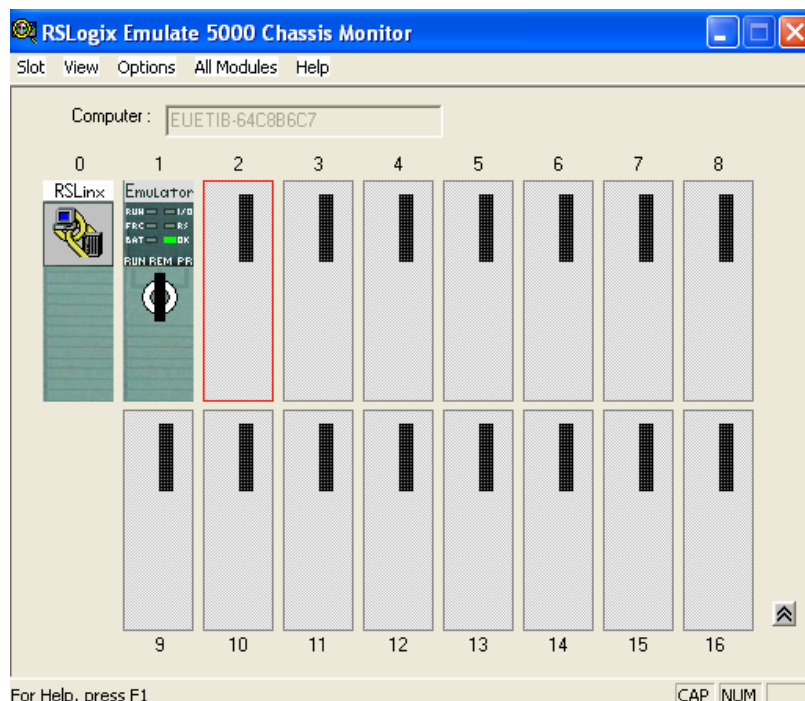 RSLogix Emulate 5000 Chassis Monitor
Slot View Options All Modules Help
Computer : EUETIB-64C8B6C7
0 1 2 3 4 5 6 7 8
RSLinx Emulator
RUN I/O
FRC RS
BAT OK
RUN REM PR
9 10 11 12 13 14 15 16
For Help, press F1 CAP NUM